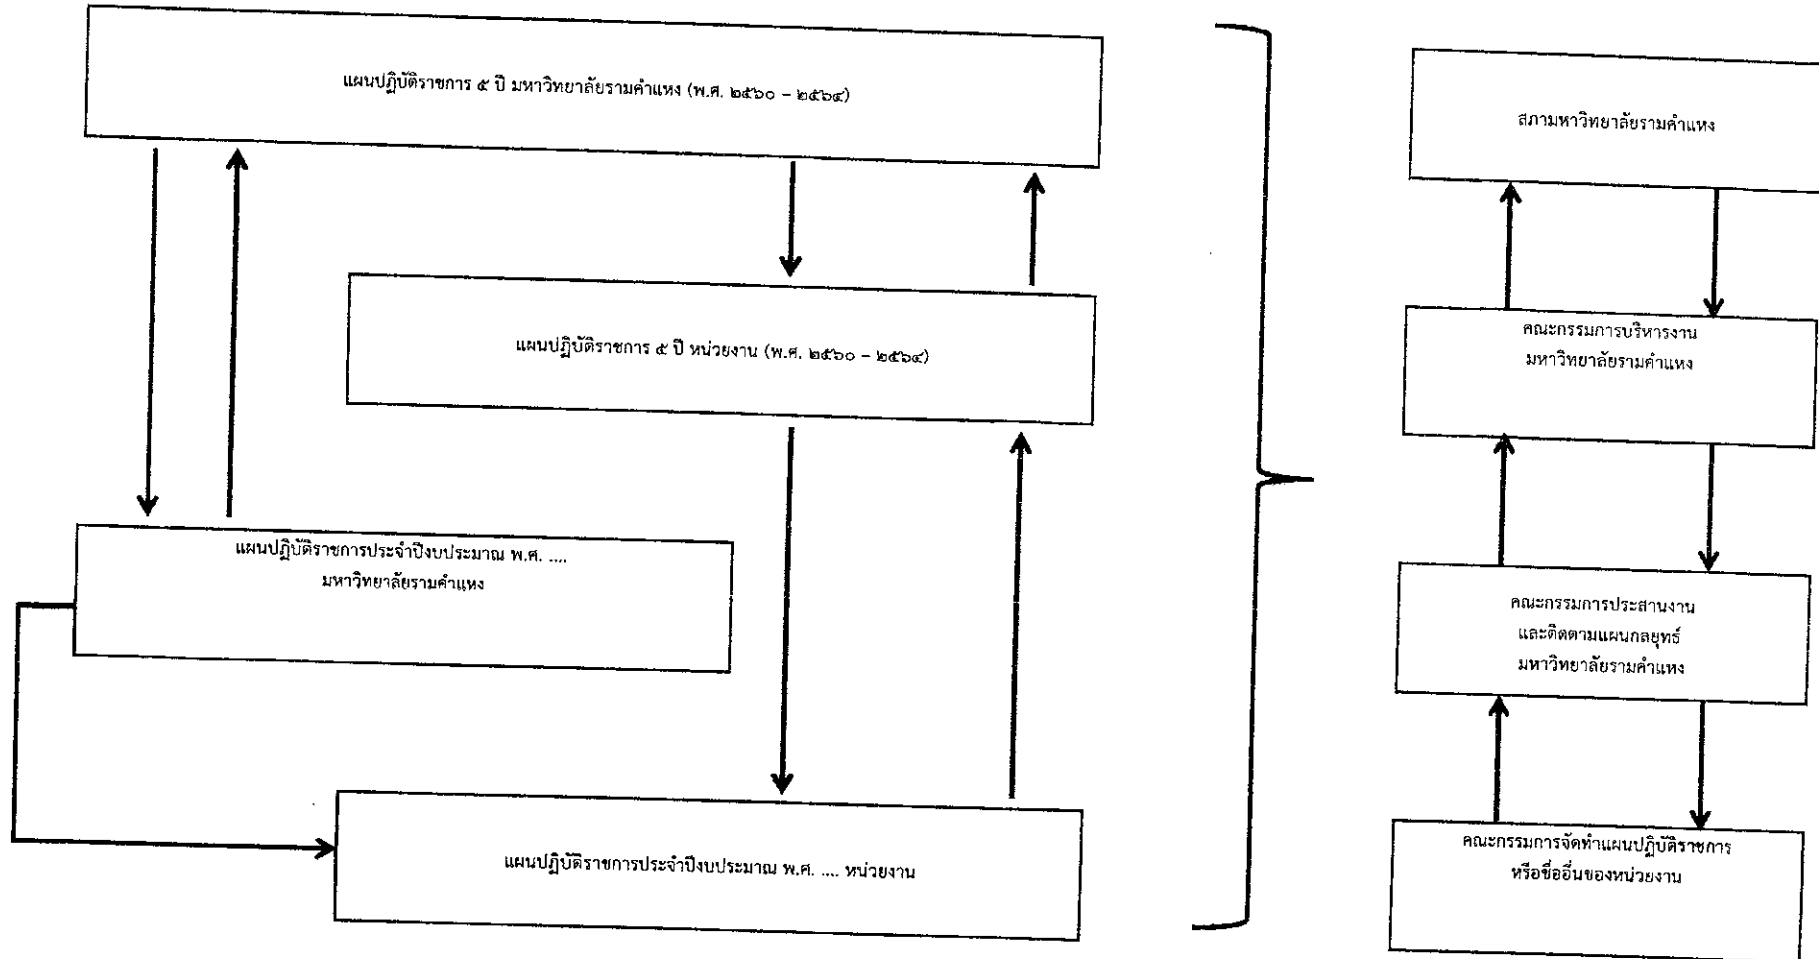 แผนปฏิบัติราชการ ๕ ปี มหาวิทยาลัยรามคำแหง (พ.ศ. ๒๕๖๐ - ๒๕๖๔)
แผนปฏิบัติราชการ ๕ ปี หน่วยงาน (พ.ศ. ๒๕๖๐ - ๒๕๖๔)
แผนปฏิบัติราชการประจำปีงบประมาณ พ.ศ. ....
มหาวิทยาลัยรามคำแหง
แผนปฏิบัติราชการประจำปีงบประมาณ พ.ศ. .... หน่วยงาน
สภามหาวิทยาลัยรามคำแหง
คณะกรรมการบริหารงาน
มหาวิทยาลัยรามคำแหง
คณะกรรมการประสานงาน
และติดตามแผนกลยุทธ์
มหาวิทยาลัยรามคำแหง
คณะกรรมการจัดทำแผนปฏิบัติราชการ
หรือชื่ออื่นของหน่วยงาน